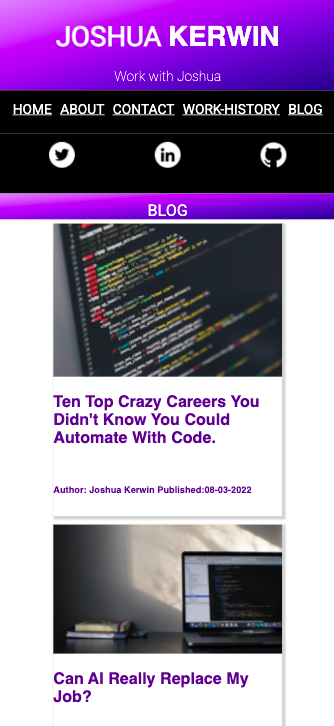 JOSHUA KERWIN
Work with Joshua
HOME ABOUT CONTACT WORK-HISTORY BLOG
BLOG
Ten Top Crazy Careers You
Didn't Know You Could
Automate With Code.
Author: Joshua Kerwin Published:08-03-2022
Can AI Really Replace My
Job?